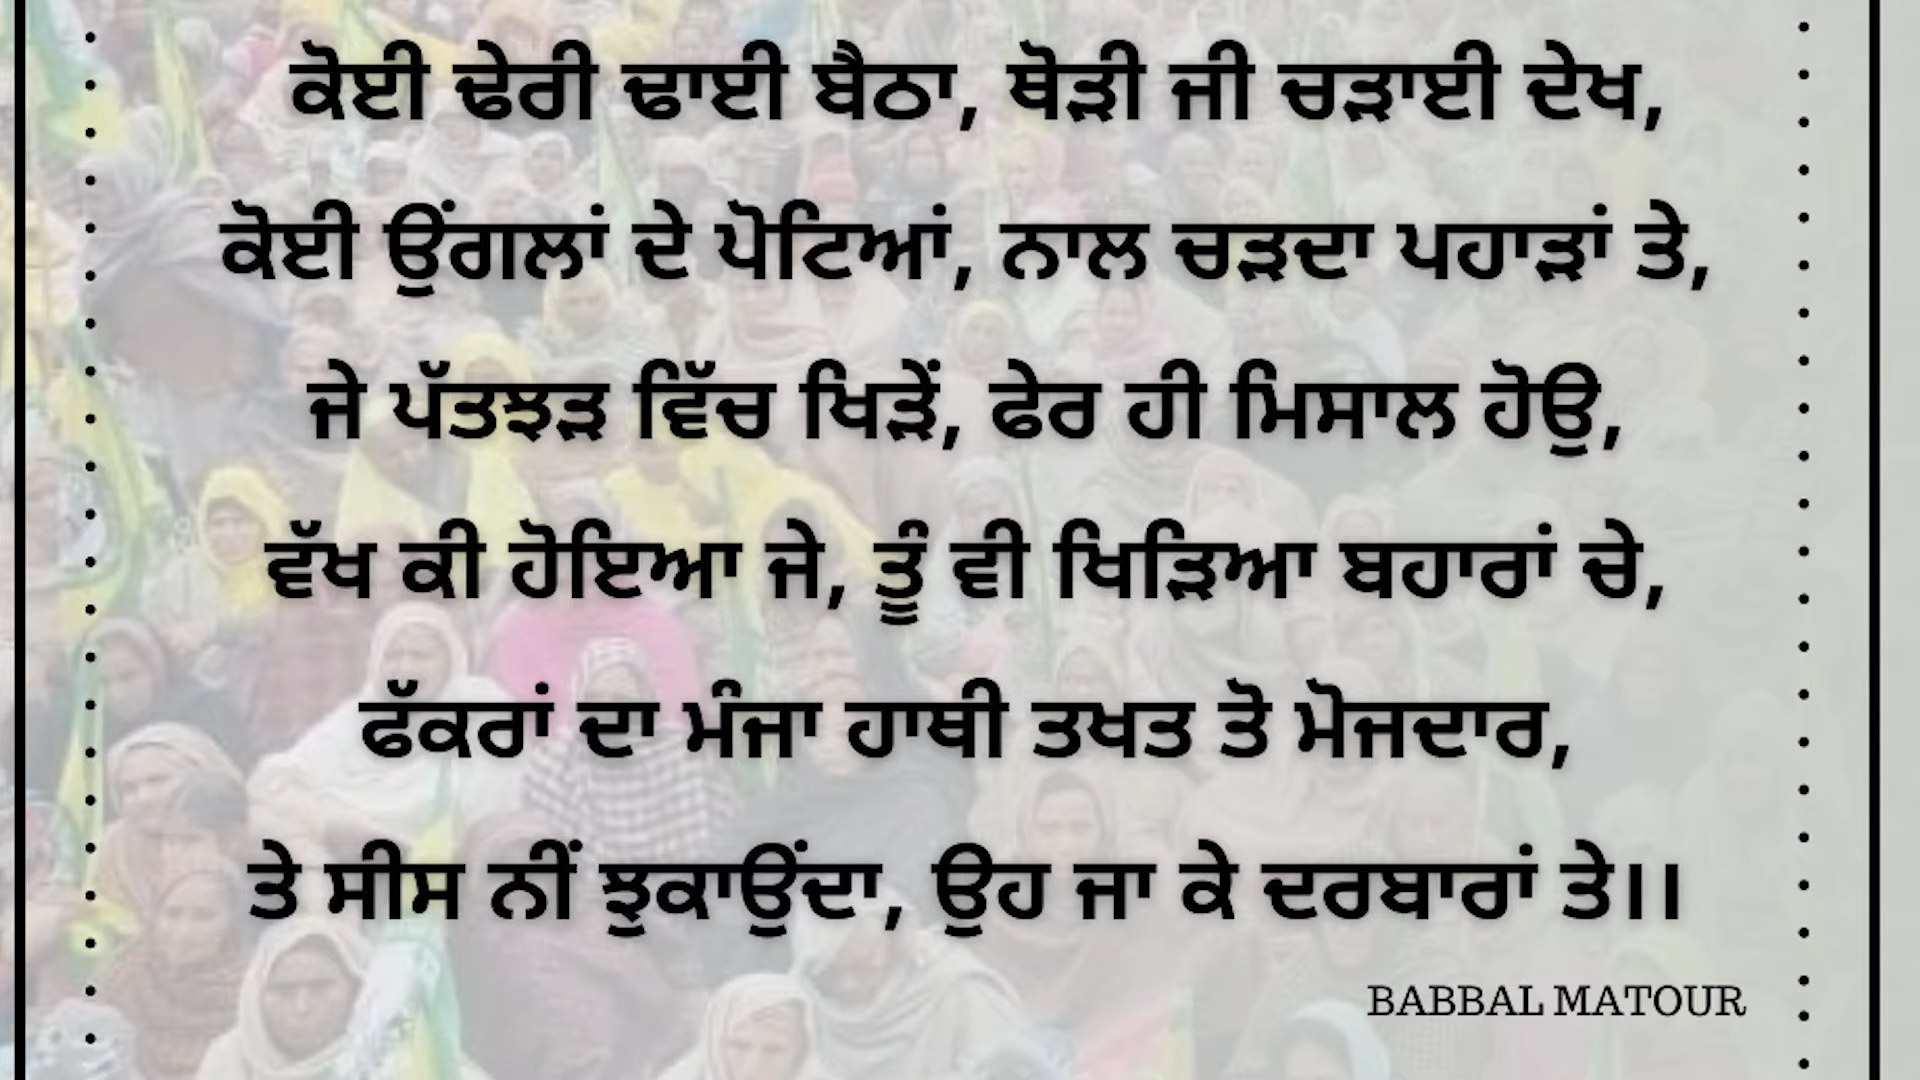 ਕੋਈ ਢੇਰੀ ਢਾਈ ਬੈਠਾ, ਥੋੜੀ ਜੀ ਚੜਾਈ ਦੇਖ,
ਕੋਈ ਉਂਗਲਾਂ ਦੇ ਪੋਟਿਆਂ, ਨਾਲ ਚੜਦਾ ਪਹਾੜਾਂ ਤੇ,
ਜੇ ਪੱਤਝੜ ਵਿੱਚ ਖਿੜੇਂ, ਫੇਰ ਹੀ ਮਿਸਾਲ ਹੋਉ,
ਵੱਖ ਕੀ ਹੋਇਆ ਜੇ, ਤੂੰ ਵੀ ਖਿੜਿਆ ਬਹਾਰਾਂ ਚੇ,
ਫੱਕਰਾਂ ਦਾ ਮੰਜਾ ਹਾਥੀ ਤਖਤ ਤੋ ਮੋਜਦਾਰ,
ਤੇ ਸੀਸ ਨੀਂ ਝੁਕਾਉਂਦਾ, ਉਹ ਜਾ ਕੇ ਦਰਬਾਰਾਂ ਤੇ।।
BABBAL MATOUR